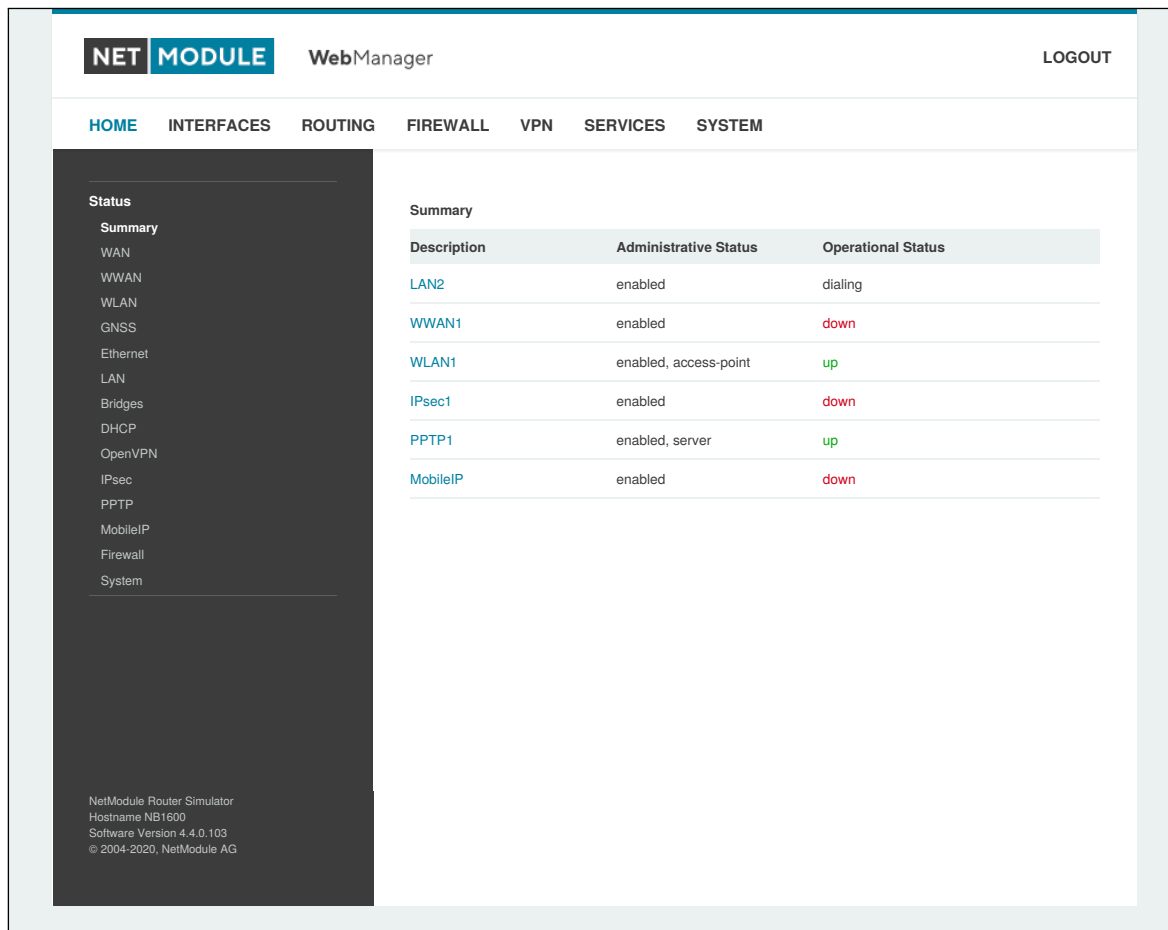 NET MODULE WebManager LOGOUT
HOME INTERFACES ROUTING FIREWALL VPN SERVICES SYSTEM
Status
Summary
WAN
WWAN
WLAN
GNSS
Ethernet
LAN
Bridges
DHCP
OpenVPN
IPsec
PPTP
MobileIP
Firewall
System
NetModule Router Simulator
Hostname NB1600
Software Version 4.4.0.103
© 2004-2020, NetModule AG
Summary
Description Administrative Status Operational Status
LAN2 enabled dialing
WWAN1 enabled down
WLAN1 enabled, access-point up
IPsec1 enabled down
PPTP1 enabled, server up
MobileIP enabled down